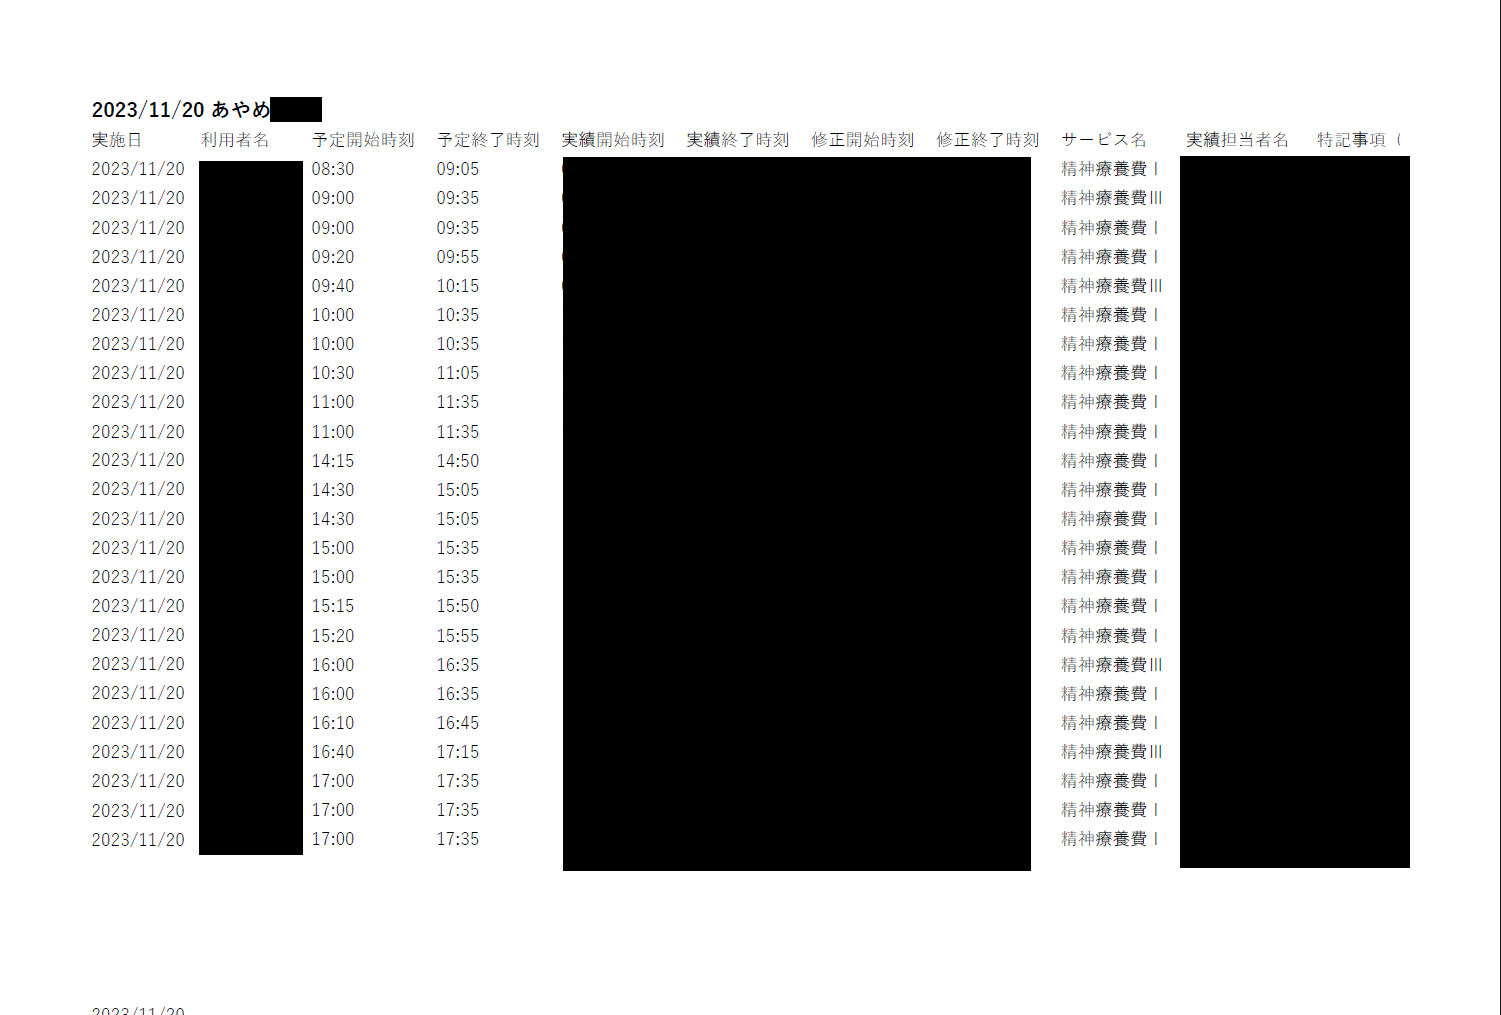 2023/11/20 あやめ
実施日 利用者名 予定開始時刻 予定終了時刻 実績開始時刻 実績終了時刻 修正開始時刻 修正終了時刻 サービス名 実績担当者名 特記事項（
2023/11/20 08:30 09:05 精神療養費Ⅰ
2023/11/20 09:00 09:35 精神療養費Ⅲ
2023/11/20 09:00 09:35 精神療養費Ⅰ
2023/11/20 09:20 09:55 精神療養費Ⅰ
2023/11/20 09:40 10:15 精神療養費Ⅲ
2023/11/20 10:00 10:35 精神療養費Ⅰ
2023/11/20 10:00 10:35 精神療養費Ⅰ
2023/11/20 10:30 11:05 精神療養費Ⅰ
2023/11/20 11:00 11:35 精神療養費Ⅰ
2023/11/20 11:00 11:35 精神療養費Ⅰ
2023/11/20 14:15 14:50 精神療養費Ⅰ
2023/11/20 14:30 15:05 精神療養費Ⅰ
2023/11/20 14:30 15:05 精神療養費Ⅰ
2023/11/20 15:00 15:35 精神療養費Ⅰ
2023/11/20 15:00 15:35 精神療養費Ⅰ
2023/11/20 15:15 15:50 精神療養費Ⅰ
2023/11/20 15:20 15:55 精神療養費Ⅰ
2023/11/20 16:00 16:35 精神療養費Ⅲ
2023/11/20 16:00 16:35 精神療養費Ⅰ
2023/11/20 16:10 16:45 精神療養費Ⅰ
2023/11/20 16:40 17:15 精神療養費Ⅲ
2023/11/20 17:00 17:35 精神療養費Ⅰ
2023/11/20 17:00 17:35 精神療養費Ⅰ
2023/11/20 17:00 17:35 精神療養費Ⅰ
2023/11/20